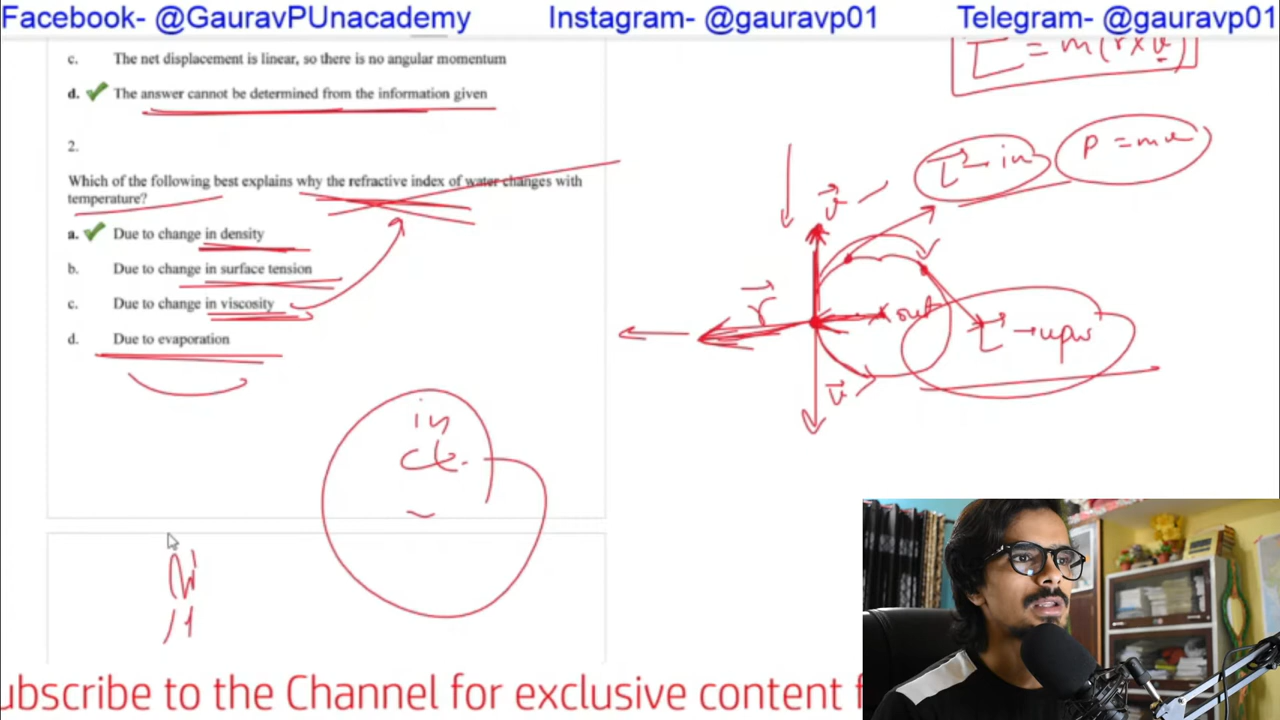 Facebook- @GauravPUnacademy Instagram- @gauravp01 Telegram- @gauravp01
c. The net displacement is linear, so there is no angular momentum
d. The answer cannot be determined from the information given
2.
Which of the following best explains why the refractive index of water changes with
temperature?
a. Due to change in density
b. Due to change in surface tension
c. Due to change in viscosity
d. Due to evaporation
P = mv
in
out
in
ubscribe to the Channel for exclusive content f